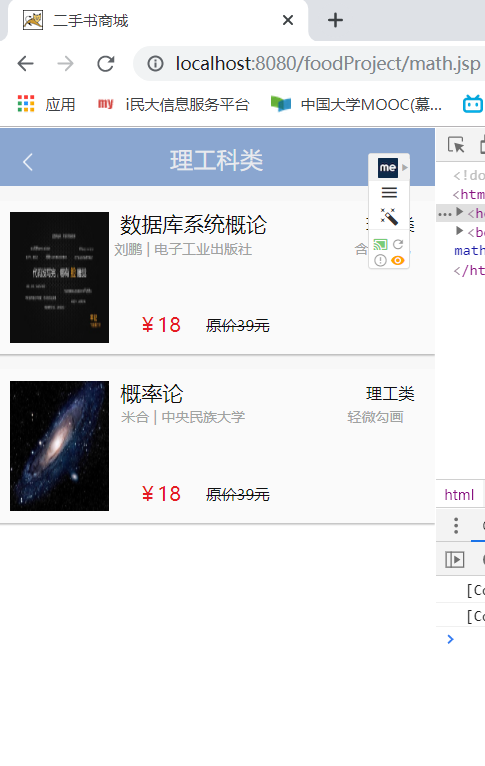 二手书商城
localhost:8080/foodProject/math.jsp
应用 my i民大信息服务平台 中国大学MOOC(慕...
理工科类
me
<!do
<htm
<he
<bo
math
</ht
数据库系统概论
刘鹏 | 电子工业出版社
¥18 原价39元
概率论 理工类
米合 | 中央民族大学 轻微勾画
¥18 原价39元
html
[Co
[Co